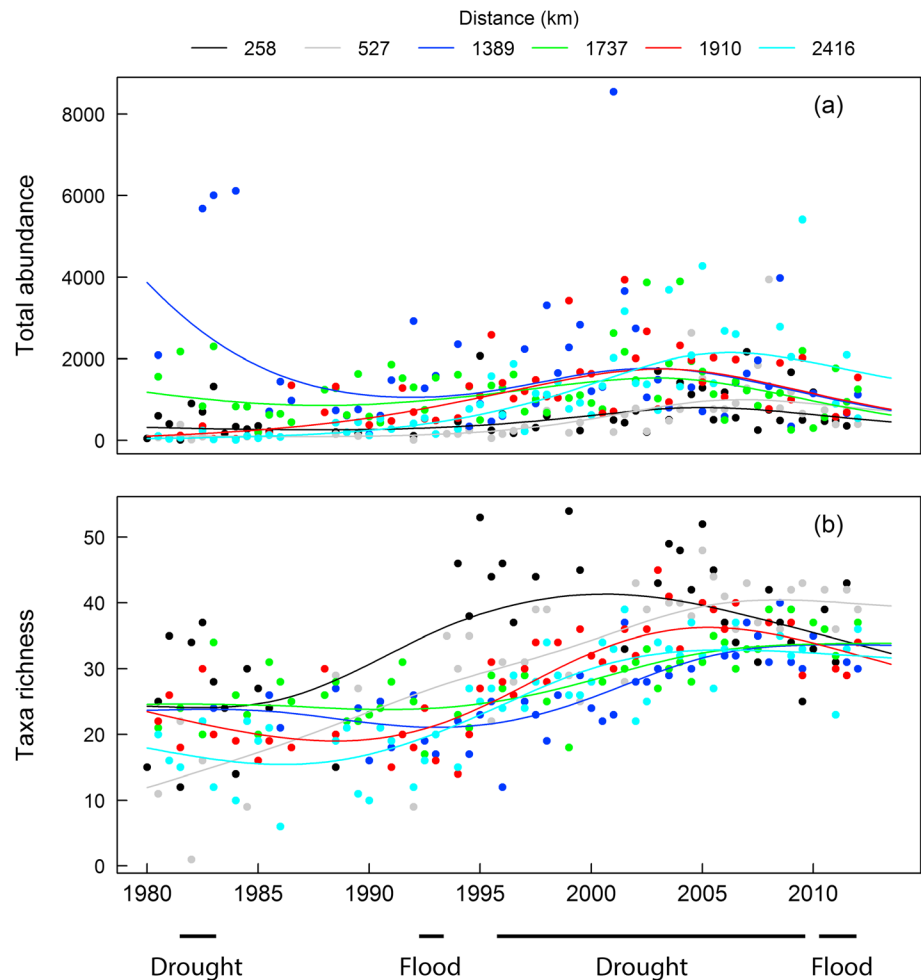 Distance (km)
258 527 1389 1737 1910 2416
(a)
8000
6000
4000
2000
0
Total abundance
(b)
50
40
30
20
10
0
Taxa richness
1980 1985 1990 1995 2000 2005 2010
Drought Flood Drought Flood